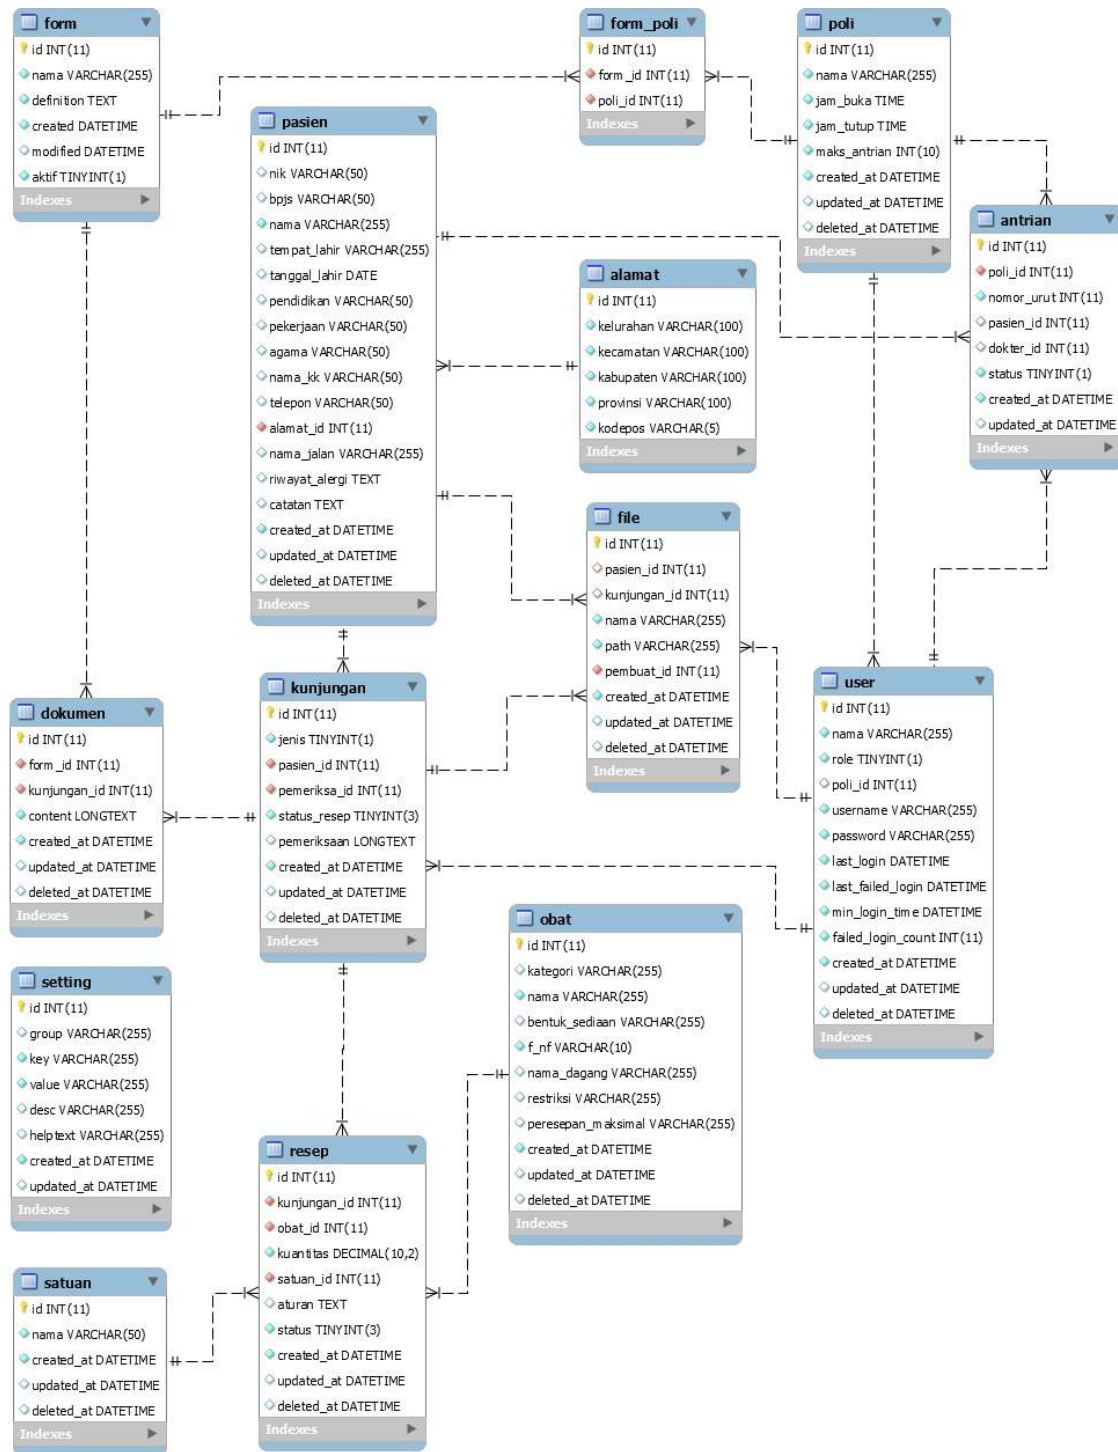 form
id INT(11)
nama VARCHAR(255)
definition TEXT
created DATETIME
modified DATETIME
aktif TINYINT(1)
Indexes
form_poli
id INT(11)
form_id INT(11)
poli_id INT(11)
Indexes
poli
id INT(11)
nama VARCHAR(255)
jam_buka TIME
jam_tutup TIME
maks_antrian INT(10)
created_at DATETIME
updated_at DATETIME
deleted_at DATETIME
Indexes
pasien
id INT(11)
nik VARCHAR(50)
bpjs VARCHAR(50)
nama VARCHAR(255)
tempat_lahir VARCHAR(255)
tanggal_lahir DATE
pendidikan VARCHAR(50)
pekerjaan VARCHAR(50)
agama VARCHAR(50)
nama_kk VARCHAR(50)
telepon VARCHAR(50)
alamat_id INT(11)
nama_jalan VARCHAR(255)
riwayat_alergi TEXT
catatan TEXT
created_at DATETIME
updated_at DATETIME
deleted_at DATETIME
Indexes
antrian
id INT(11)
poli_id INT(11)
nomor_urut INT(11)
pasien_id INT(11)
dokter_id INT(11)
status TINYINT(1)
created_at DATETIME
updated_at DATETIME
Indexes
alamat
id INT(11)
kelurahan VARCHAR(100)
kecamatan VARCHAR(100)
kabupaten VARCHAR(100)
provinsi VARCHAR(100)
kodepos VARCHAR(5)
Indexes
file
id INT(11)
pasien_id INT(11)
kunjungan_id INT(11)
nama VARCHAR(255)
path VARCHAR(255)
pembuat_id INT(11)
created_at DATETIME
updated_at DATETIME
deleted_at DATETIME
Indexes
dokumen
id INT(11)
form_id INT(11)
kunjungan_id INT(11)
content LONGTEXT
created_at DATETIME
updated_at DATETIME
deleted_at DATETIME
Indexes
kunjungan
id INT(11)
jenis TINYINT(1)
pasien_id INT(11)
pemeriksa_id INT(11)
status_resep TINYINT(3)
pemeriksaan LONGTEXT
created_at DATETIME
updated_at DATETIME
deleted_at DATETIME
Indexes
user
id INT(11)
nama VARCHAR(255)
role TINYINT(1)
poli_id INT(11)
username VARCHAR(255)
password VARCHAR(255)
last_login DATETIME
last_failed_login DATETIME
min_login_time DATETIME
failed_login_count INT(11)
created_at DATETIME
updated_at DATETIME
deleted_at DATETIME
Indexes
setting
id INT(11)
group VARCHAR(255)
key VARCHAR(255)
value VARCHAR(255)
desc VARCHAR(255)
helptext VARCHAR(255)
created_at DATETIME
updated_at DATETIME
Indexes
obat
id INT(11)
kategori VARCHAR(255)
nama VARCHAR(255)
bentuk_sediaan VARCHAR(255)
f_nf VARCHAR(10)
nama_dagang VARCHAR(255)
restriksi VARCHAR(255)
peresepan_maksimal VARCHAR(255)
created_at DATETIME
updated_at DATETIME
deleted_at DATETIME
Indexes
resep
id INT(11)
kunjungan_id INT(11)
obat_id INT(11)
kuantitas DECIMAL(10,2)
satuan_id INT(11)
aturan TEXT
status TINYINT(3)
created_at DATETIME
updated_at DATETIME
deleted_at DATETIME
Indexes
satuan
id INT(11)
nama VARCHAR(50)
created_at DATETIME
updated_at DATETIME
deleted_at DATETIME
Indexes